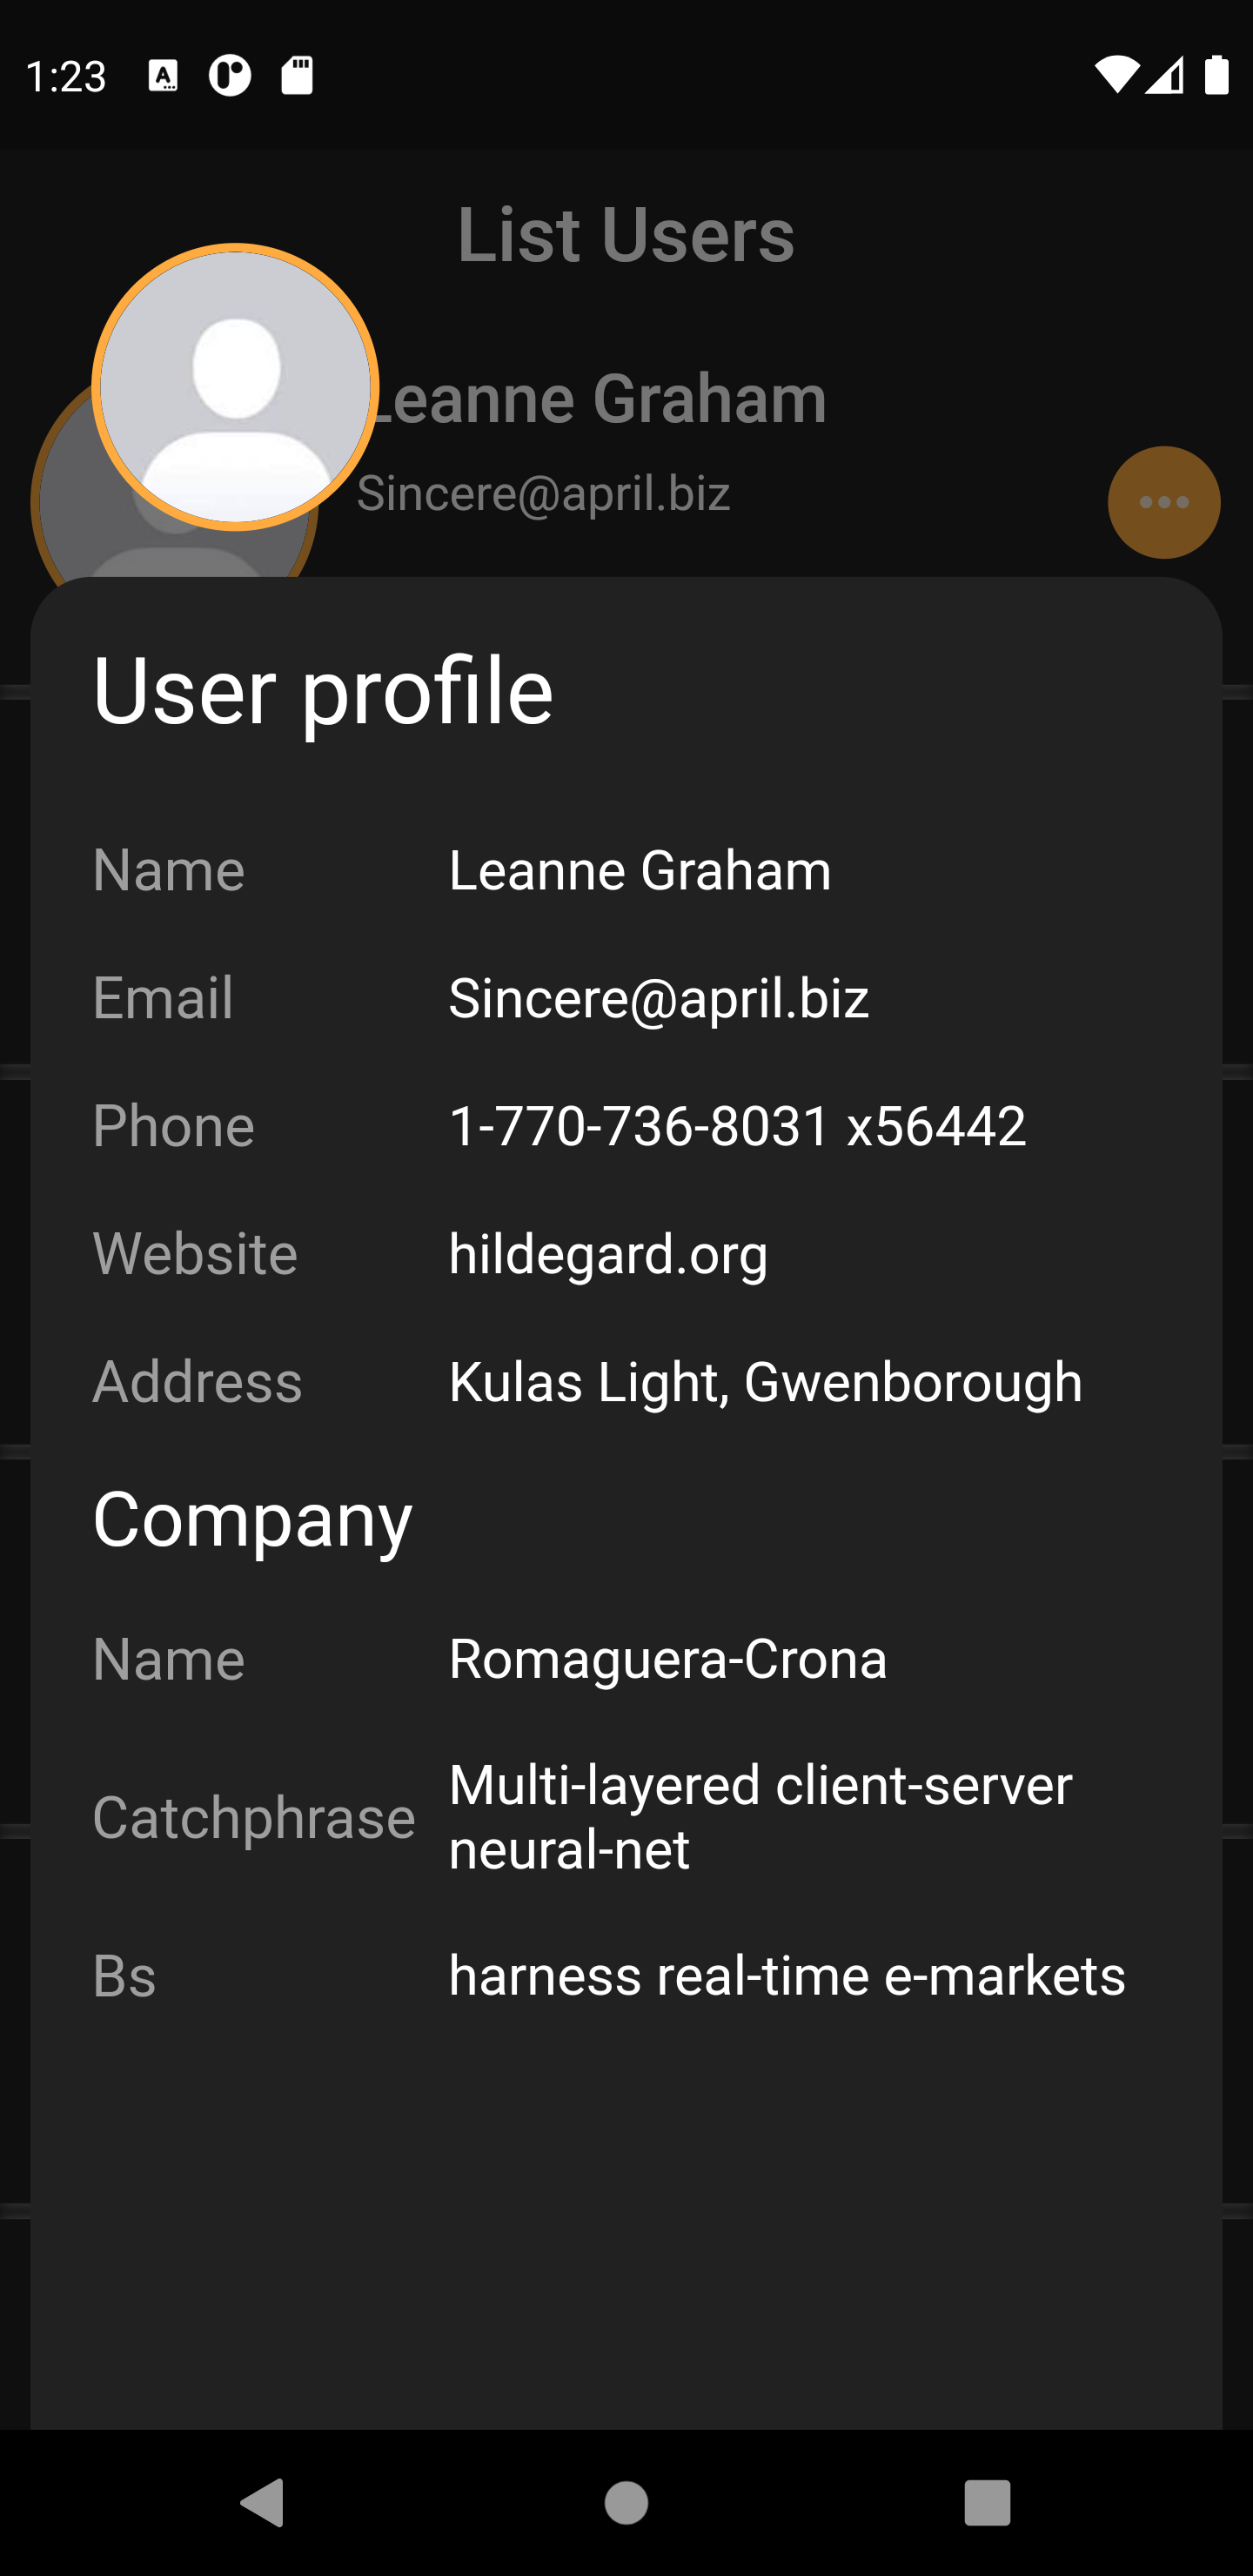 1:23
List Users
Leanne Graham
Sincere@april.biz
User profile
Name Leanne Graham
Email Sincere@april.biz
Phone 1-770-736-8031 x56442
Website hildegard.org
Address Kulas Light, Gwenborough
Company
Name Romaguera-Crona
Catchphrase Multi-layered client-server
neural-net
Bs harness real-time e-markets